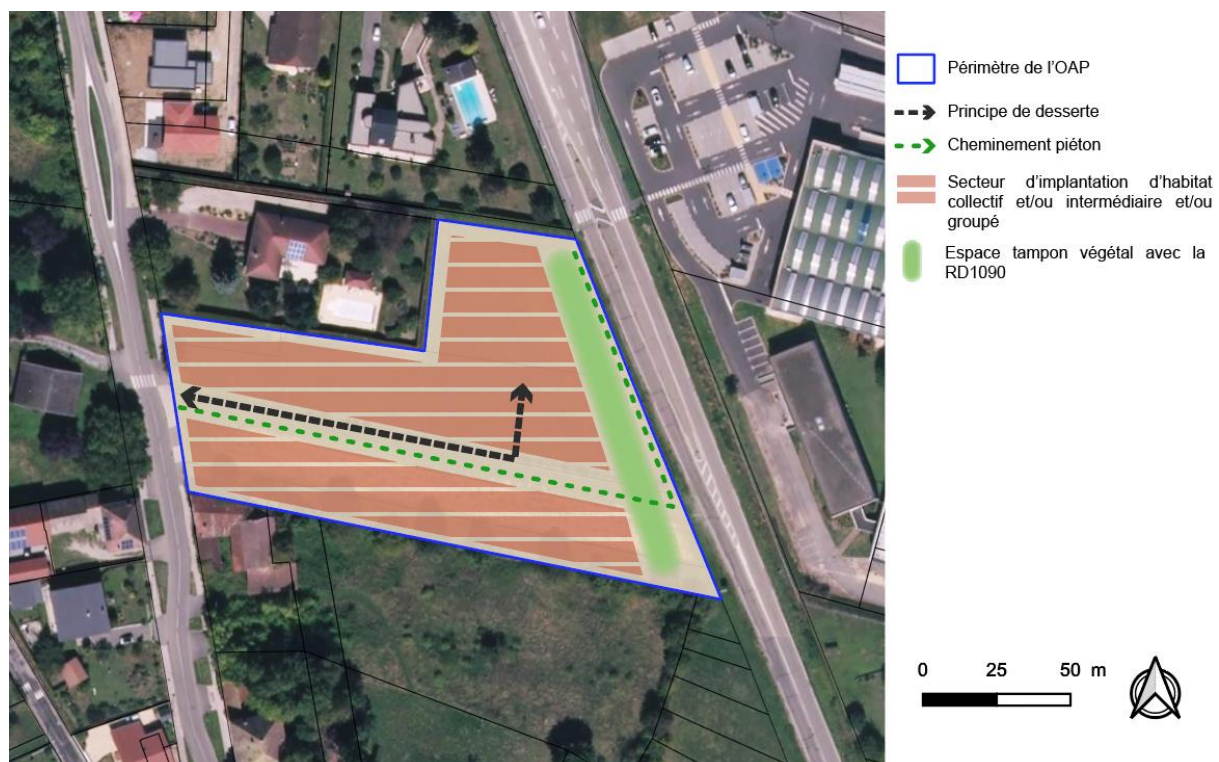 Périmètre de l'OAP
Principe de desserte
Cheminement piéton
Secteur d'implantation d'habitat
collectif et/ou intermédiaire et/ou
groupé
Espace tampon végétal avec la
RD1090
0 25 50 m